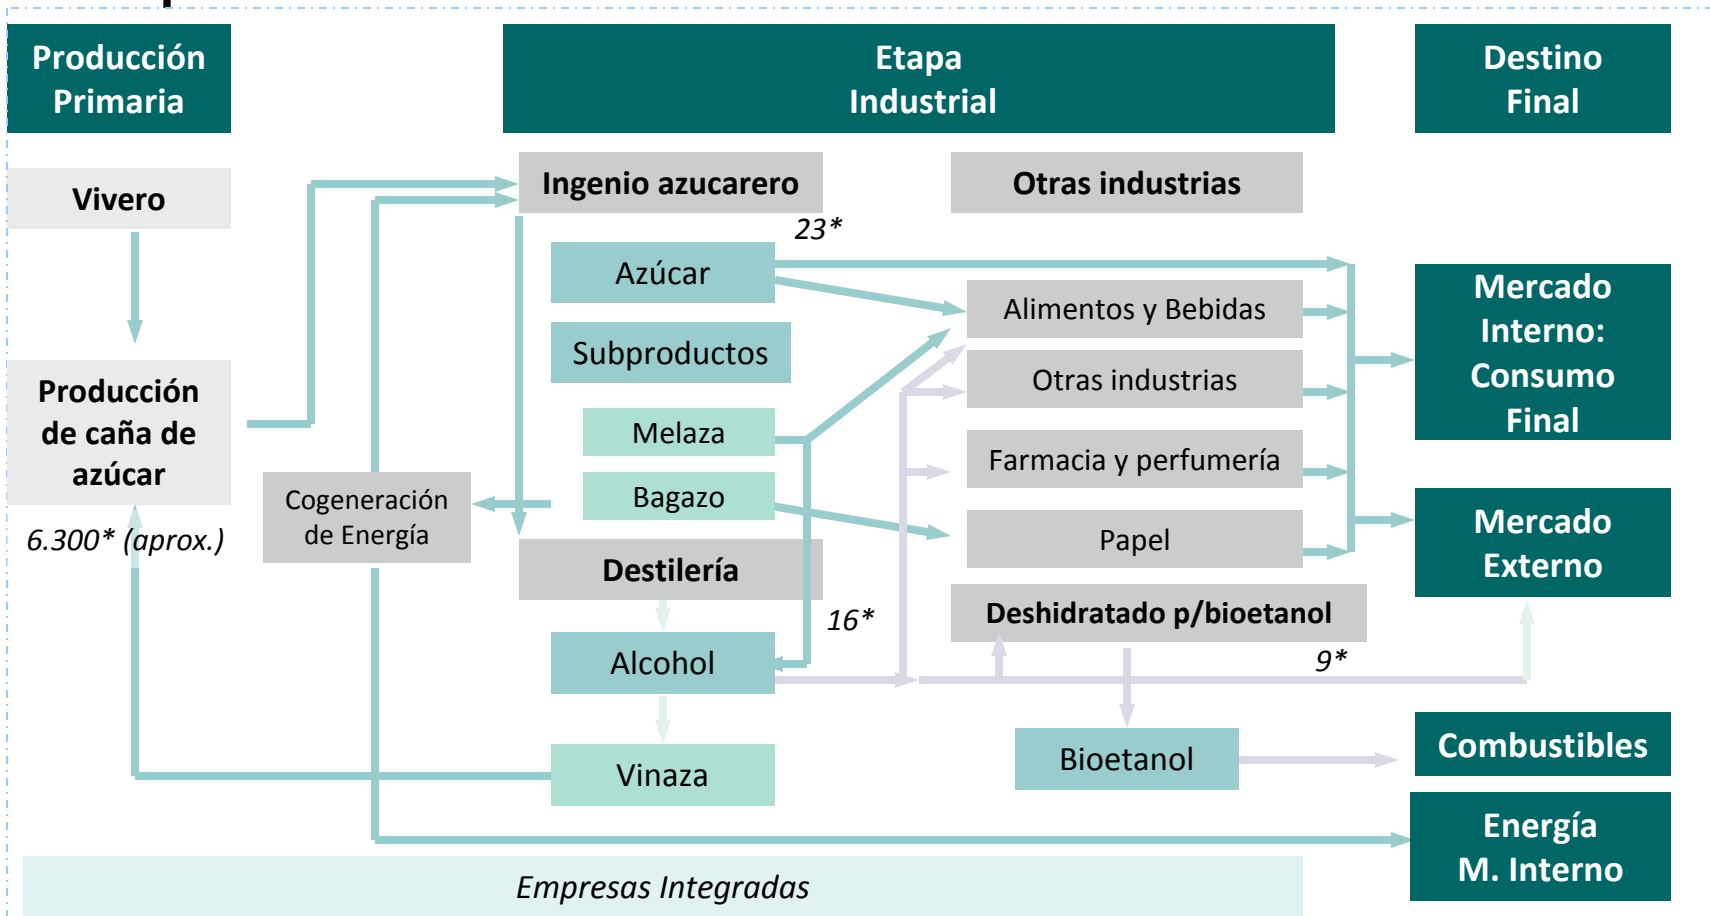 Producción
Primaria
Etapa
Industrial
Destino
Final
Vivero
Ingenio azucarero
Otras industrias
23*
Azúcar
Subproductos
Melaza
Bagazo
Alimentos y Bebidas
Otras industrias
Farmacia y perfumería
Papel
Mercado
Interno:
Consumo
Final
Producción
de caña de
azúcar
6.300* (aprox.)
Cogeneración
de Energía
Mercado
Externo
Destilería
16*
Deshidratado p/bioetanol
9*
Alcohol
Vinaza
Bioetanol
Combustibles
Energía
M. Interno
Empresas Integradas